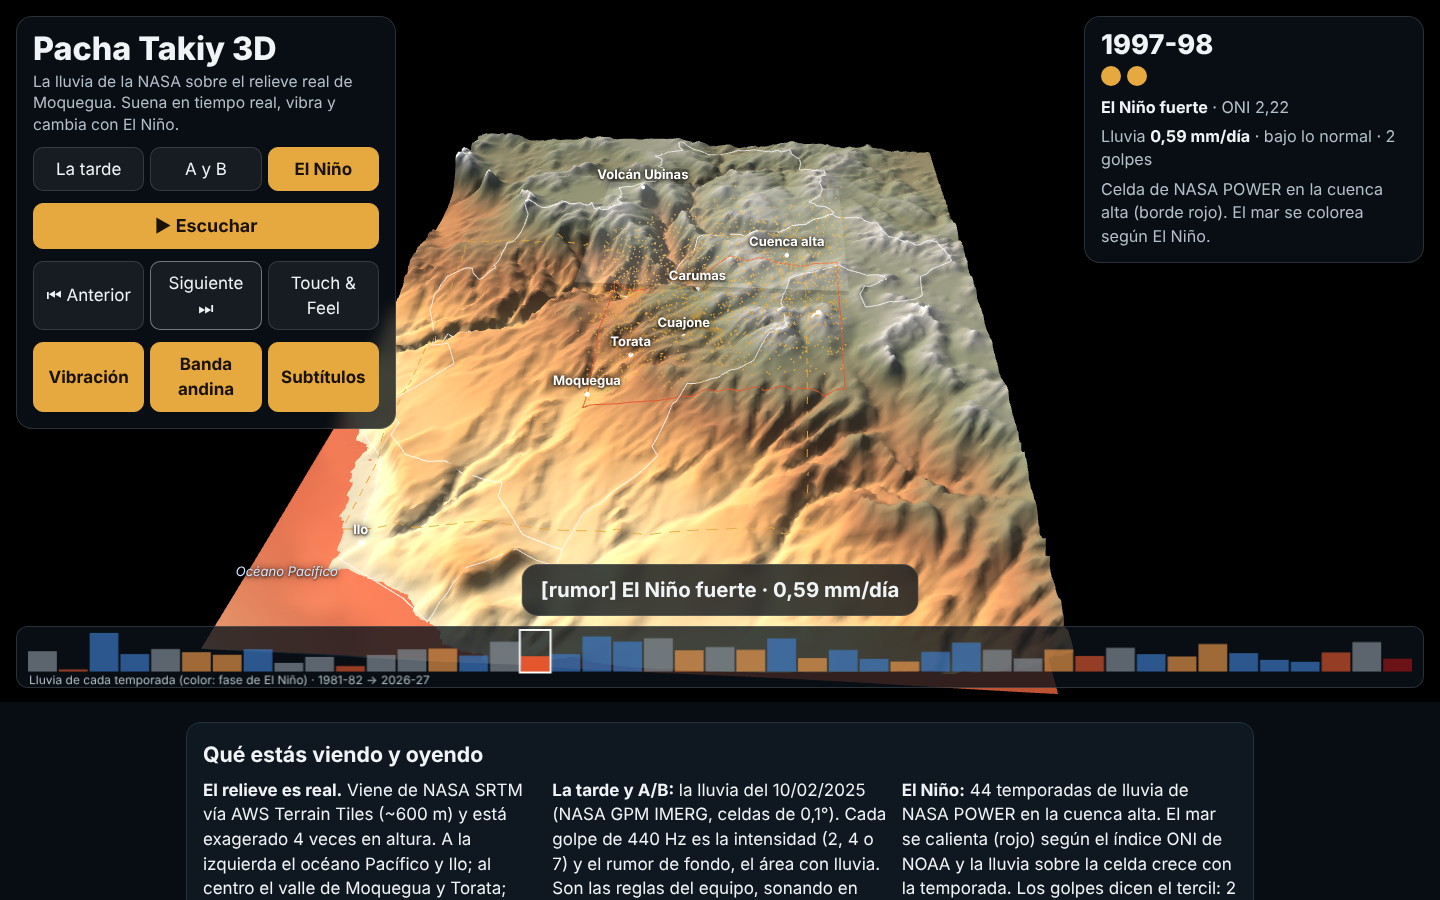 Pacha Takiy 3D
La lluvia de la NASA sobre el relieve real de
Moquegua. Suena en tiempo real, vibra y
cambia con El Niño.
La tarde
A y B
El Niño
▶ Escuchar
⏮ Anterior
Siguiente
⏭
Touch &
Feel
Vibración
Banda
andina
Subtítulos
1997-98
El Niño fuerte · ONI 2,22
Lluvia 0,59 mm/día · bajo lo normal · 2
golpes
Celda de NASA POWER en la cuenca
alta (borde rojo). El mar se colorea
según El Niño.
Volcán Ubinas
Cuenca alta
Carumas
Cuajone
Torata
Moquegua
Ilo
Océano Pacífico
[rumor] El Niño fuerte · 0,59 mm/día
Lluvia de cada temporada (color: fase de El Niño) · 1981-82 → 2026-27
Qué estás viendo y oyendo
El relieve es real. Viene de NASA SRTM
vía AWS Terrain Tiles (~600 m) y está
exagerado 4 veces en altura. A la
izquierda el océano Pacífico y Ilo; al
centro el valle de Moquegua y Torata;
La tarde y A/B: la lluvia del 10/02/2025
(NASA GPM IMERG, celdas de 0,1°). Cada
golpe de 440 Hz es la intensidad (2, 4 o
7) y el rumor de fondo, el área con lluvia.
Son las reglas del equipo, sonando en
El Niño: 44 temporadas de lluvia de
NASA POWER en la cuenca alta. El mar
se calienta (rojo) según el índice ONI de
NOAA y la lluvia sobre la celda crece con
la temporada. Los golpes dicen el tercil: 2